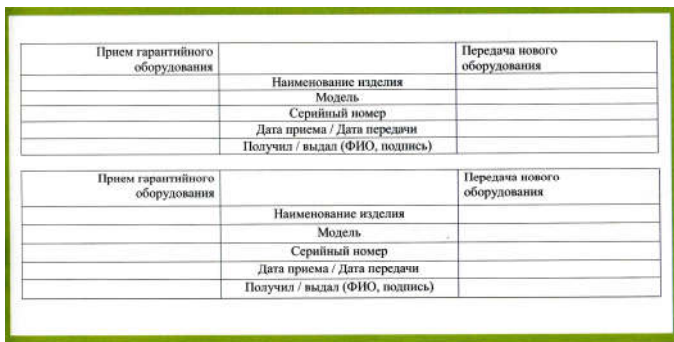 Прием гарантийного
оборудования
Передача нового
оборудования
Наименование изделия
Модель
Серийный номер
Дата приема / Дата передачи
Получил / выдал (ФИО, подпись)
Прием гарантийного
оборудования
Передача нового
оборудования
Наименование изделия
Модель
Серийный номер
Дата приема / Дата передачи
Получил / выдал (ФИО, подпись)